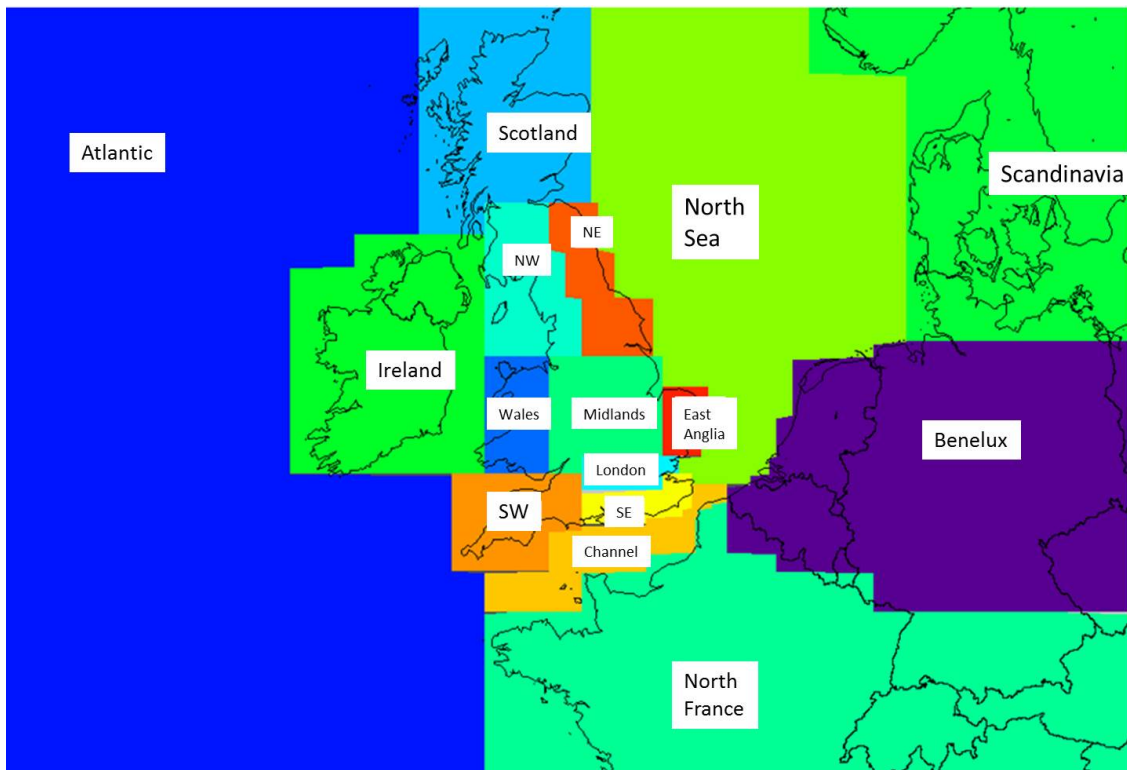 Scotland
Atlantic
Scandinavia
North
Sea
NE
NW
Ireland
Wales
Midlands
East
Anglia
Benelux
London
SW
SE
Channel
North
France